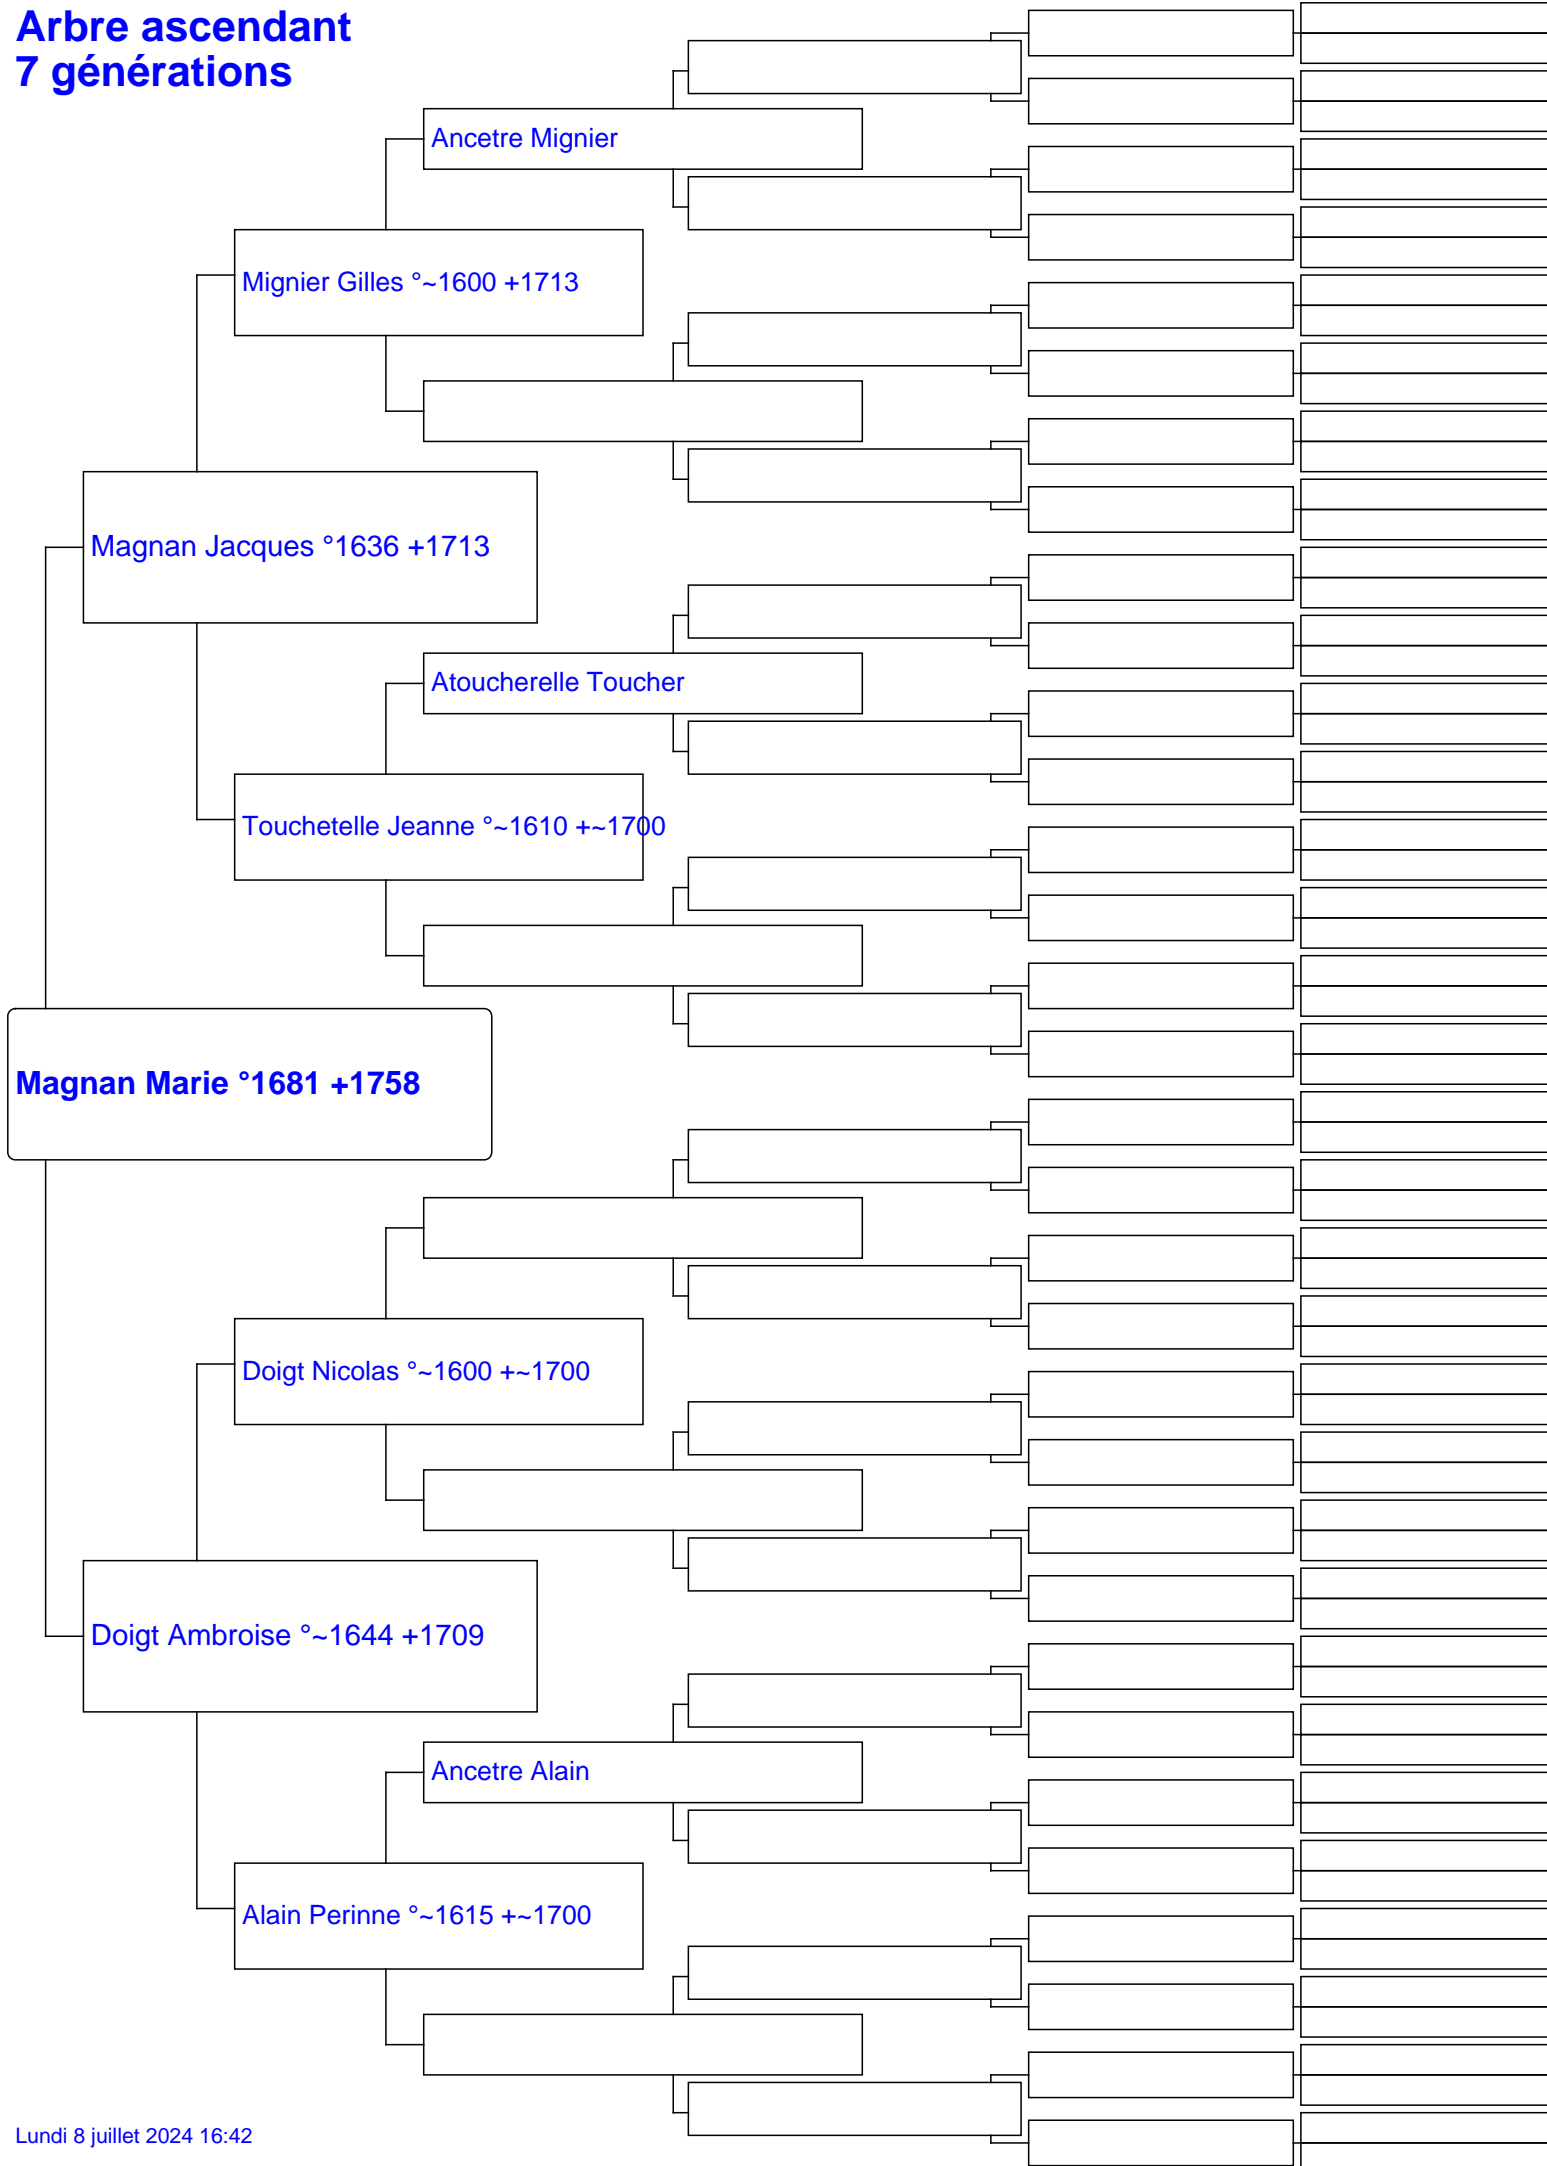 Arbre ascendant
7 générations
Ancetre Mignier
Mignier Gilles °~1600 +1713
Magnan Jacques °1636 +1713
Atoucherelle Toucher
Touchetelle Jeanne °~1610 +~1700
Magnan Marie °1681 +1758
Doigt Nicolas °~1600 +~1700
Doigt Ambroise °~1644 +1709
Ancetre Alain
Alain Perinne °~1615 +~1700
Lundi 8 juillet 2024 16:42